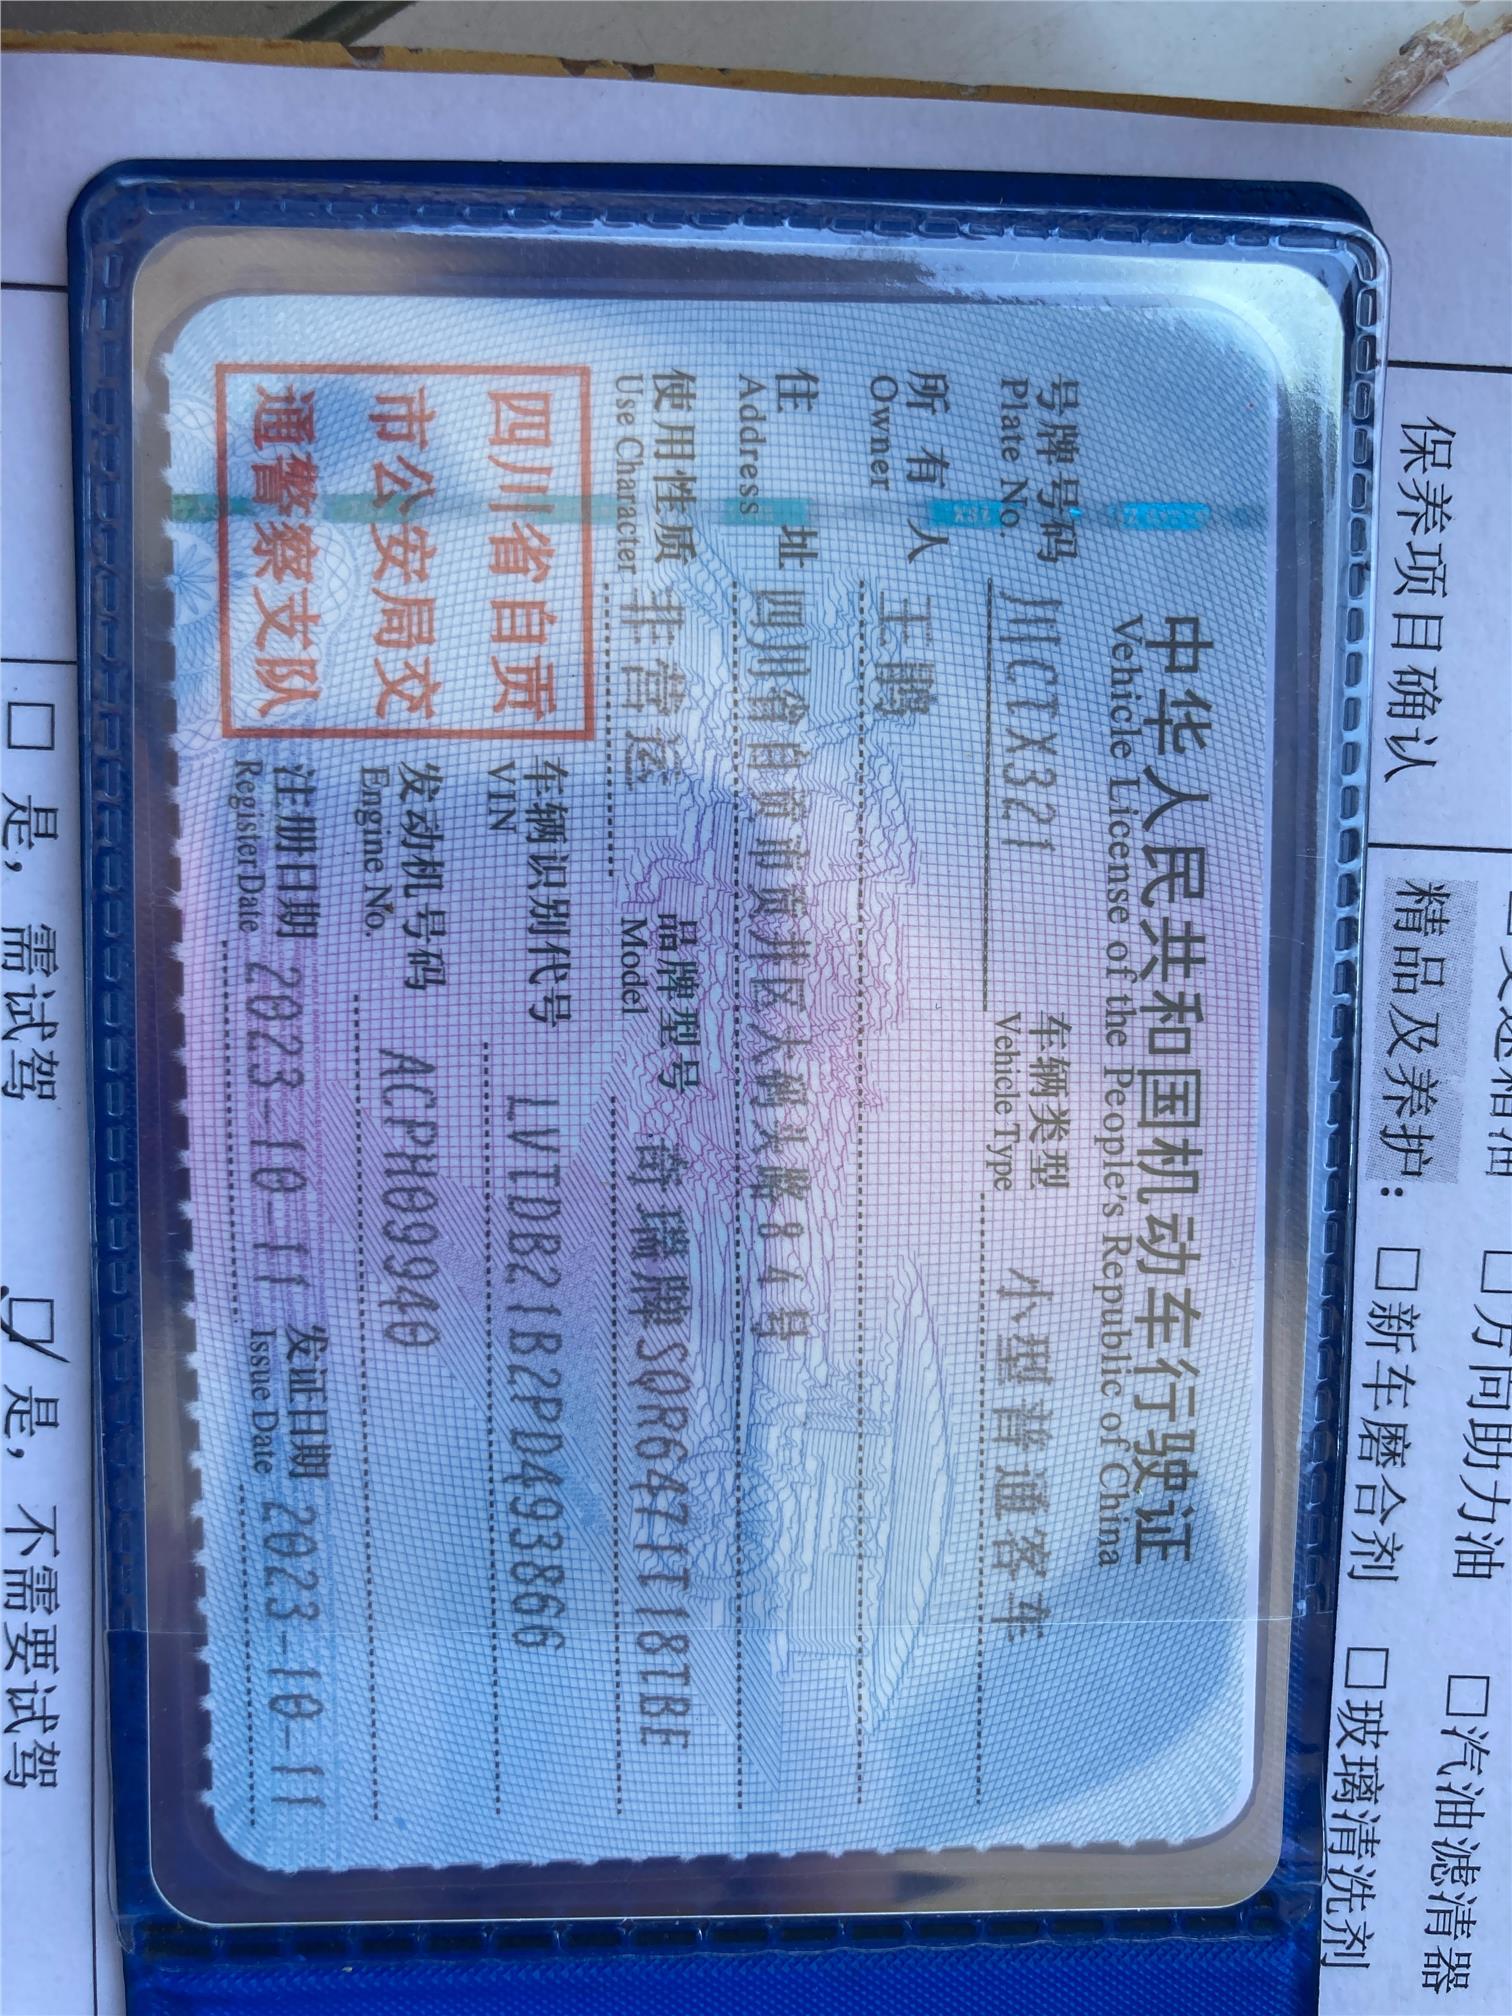 中华人民共和国机动车行驶证
Vehicle License of the People's Republic of China
号牌号码 川CTX321 车辆类型 小型普通客车
Plate No. Vehicle Type
所有人
Owner
住址 四川省自贡市贡井区大码头路84号
Address
使用性质 非营运 品牌型号 奇瑞牌SQR6471T18TBE
Use Character Model
四川省自贡
市公安局交
通警察支队
车辆识别代号 LVTDB21B2PD493866
VIN
发动机号码 ACPH09940
Engine No.
注册日期 2023-10-11 发证日期 2023-10-11
Register Date Issue Date
□方向助力油 □汽油滤清器
保养项目确认 精品及养护: □新车磨合剂 □玻璃清洗剂
□是,需试驾 □是,不需要试驾